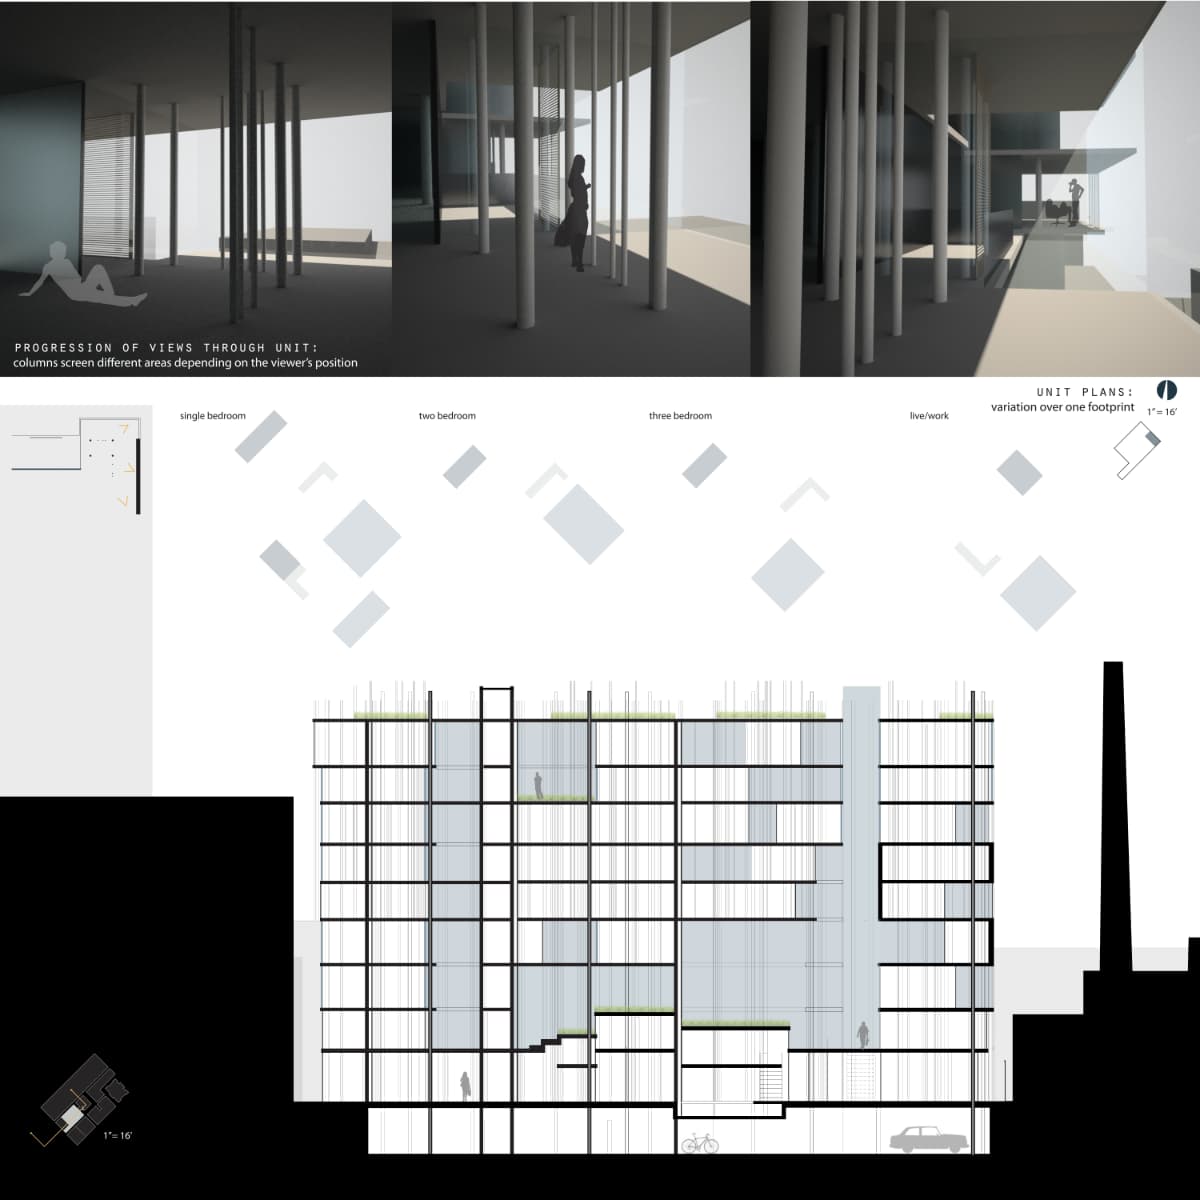 PROGRESSION OF VIEWS THROUGH UNIT:
columns screen different areas depending on the viewer's position
UNIT PLANS:
variation over one footprint
1"= 16'
single bedroom
two bedroom
three bedroom
live/work
1"= 16'